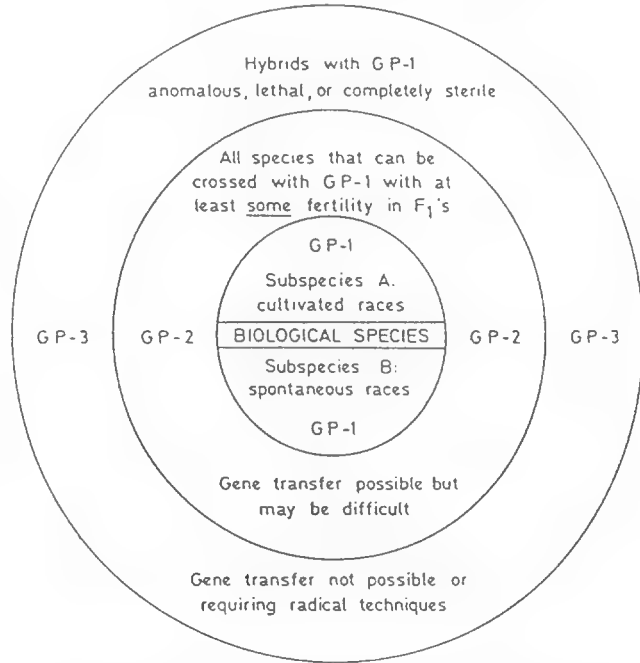 Hybrids with GP-1
anomalous, lethal, or completely sterile
All species that can be
crossed with GP-1 with at
least some fertility in F1's
GP-1
Subspecies A.
cultivated races
GP-3 GP-2 BIOLOGICAL SPECIES GP-2 GP-3
Subspecies B:
spontaneous races
GP-1
Gene transfer possible but
may be difficult
Gene transfer not possible or
requiring radical techniques